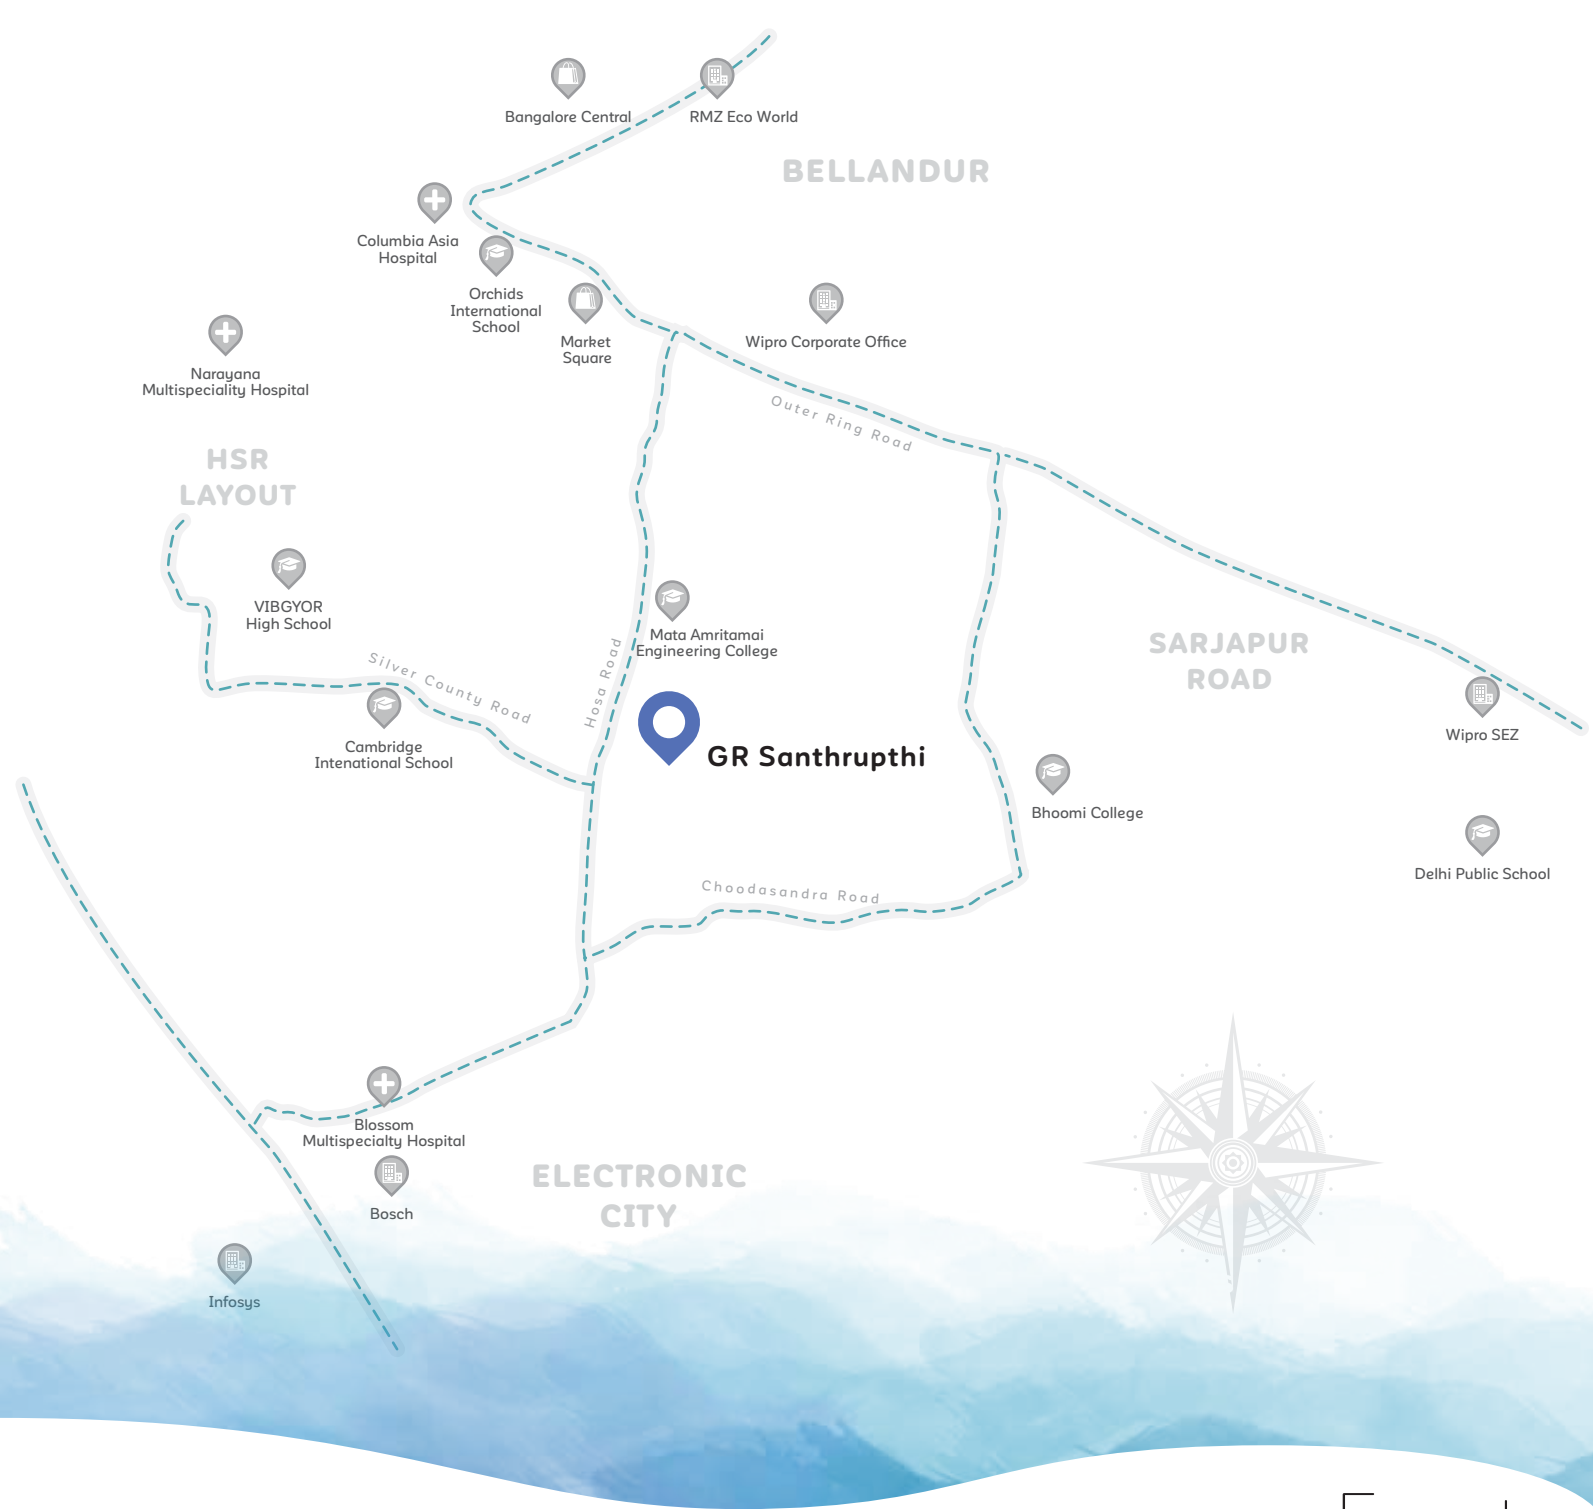 Bangalore Central
RMZ Eco World
BELLANDUR
Columbia Asia
Hospital
Orchids
International
School
Market
Square
Wipro Corporate Office
Narayana
Multispeciality Hospital
Outer Ring Road
HSR
LAYOUT
VIBGYOR
High School
Mata Amritamai
Engineering College
Silver County Road
Hosa Road
SARJAPUR
ROAD
Cambridge
Intenational School
GR Santhrupthi
Wipro SEZ
Bhoomi College
Delhi Public School
Choodasandra Road
Blossom
Multispecialty Hospital
Bosch
ELECTRONIC
CITY
Infosys